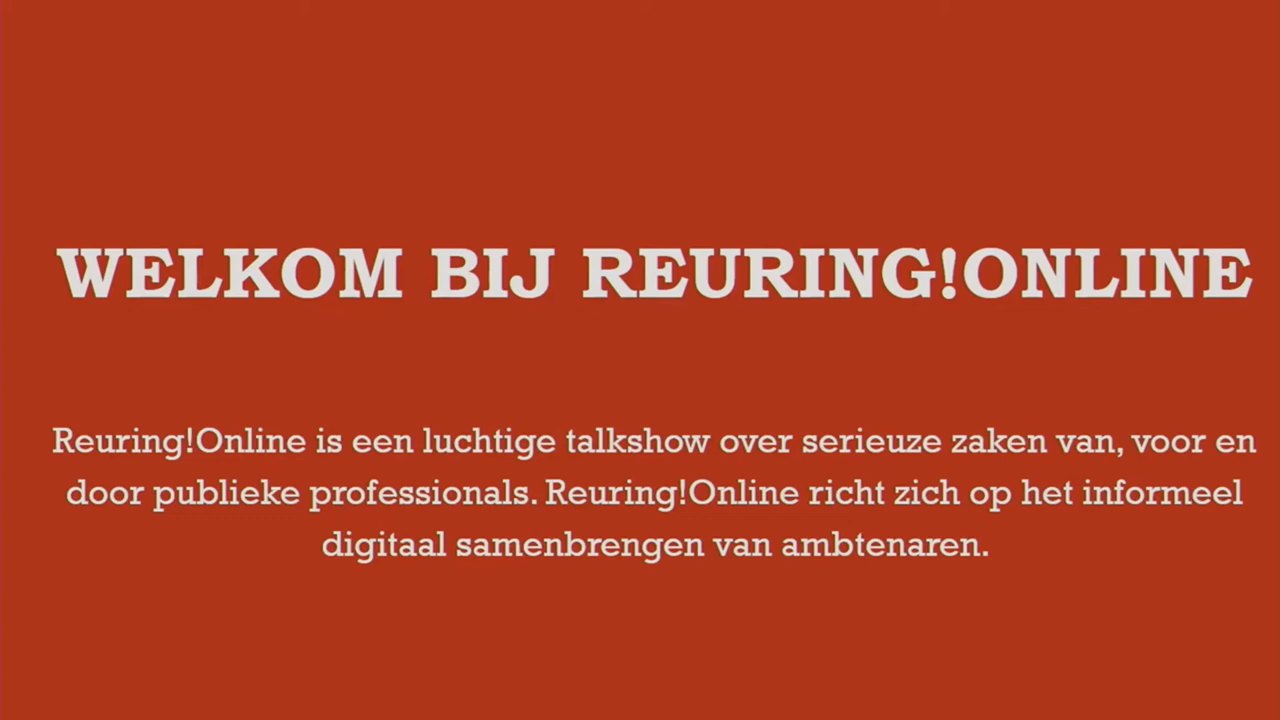 WELKOM BIJ REURING!ONLINE
Reuring!Online is een luchtige talkshow over serieuze zaken van, voor en
door publieke professionals. Reuring!Online richt zich op het informeel
digitaal samenbrengen van ambtenaren.